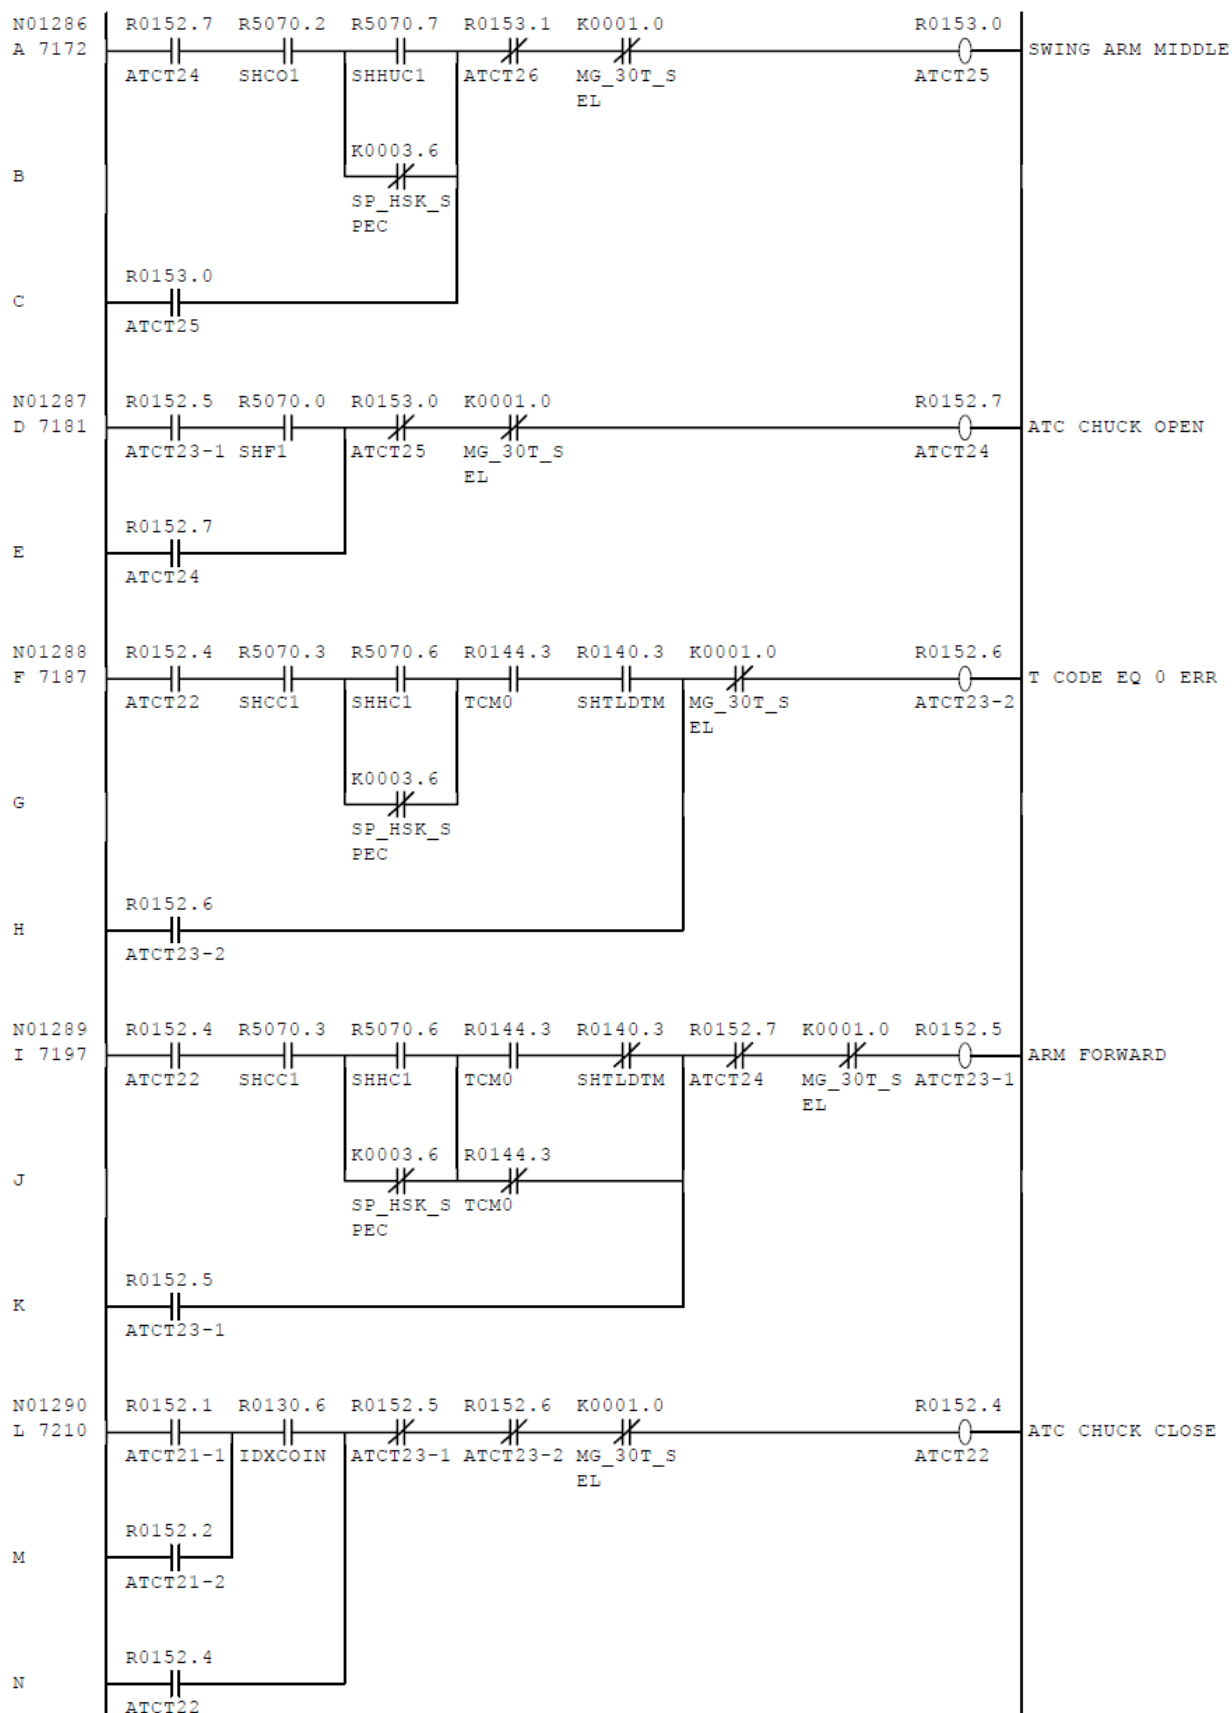 N01286 R0152.7 R5070.2 R5070.7 R0153.1 K0001.0 R0153.0
A 7172 SWING ARM MIDDLE
ATCT24 SHCO1 SHHUC1 ATCT26 MG_30T_S ATCT25
EL
K0003.6
B
SP_HSK_S
PEC
R0153.0
C
ATCT25
N01287 R0152.5 R5070.0 R0153.0 K0001.0 R0152.7
D 7181 ATC CHUCK OPEN
ATCT23-1 SHF1 ATCT25 MG_30T_S ATCT24
EL
R0152.7
E
ATCT24
N01288 R0152.4 R5070.3 R5070.6 R0144.3 R0140.3 K0001.0 R0152.6
F 7187 T CODE EQ 0 ERR
ATCT22 SHCC1 SHHC1 TCM0 SHTLDTM MG_30T_S ATCT23-2
EL
K0003.6
G
SP_HSK_S
PEC
R0152.6
H
ATCT23-2
N01289 R0152.4 R5070.3 R5070.6 R0144.3 R0140.3 R0152.7 K0001.0 R0152.5
I 7197 ARM FORWARD
ATCT22 SHCC1 SHHC1 TCM0 SHTLDTM ATCT24 MG_30T_S ATCT23-1
EL
K0003.6 R0144.3
J
SP_HSK_S TCM0
PEC
R0152.5
K
ATCT23-1
N01290 R0152.1 R0130.6 R0152.5 R0152.6 K0001.0 R0152.4
L 7210 ATC CHUCK CLOSE
ATCT21-1 IDXCOIN ATCT23-1 ATCT23-2 MG_30T_S ATCT22
EL
R0152.2
M
ATCT21-2
R0152.4
N
ATCT22